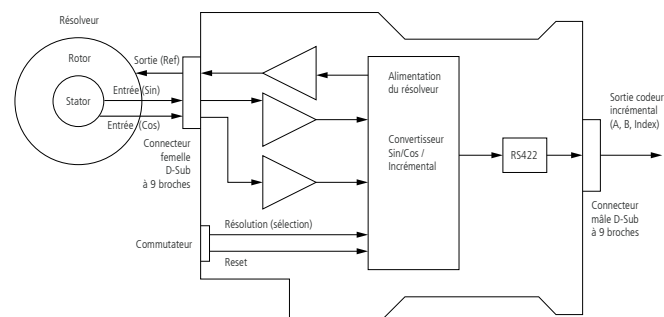 Résolveur
Rotor
Stator
Sortie (Ref)
Entrée (Sin)
Entrée (Cos)
Connecteur
femelle
D-Sub
à 9 broches
Commutateur
Résolution (sélection)
Reset
Alimentation
du résolveur
Convertisseur
Sin/Cos /
Incrémental
RS422
Sortie codeur
incrémental
(A, B, Index)
Connecteur
mâle D-Sub
à 9 broches